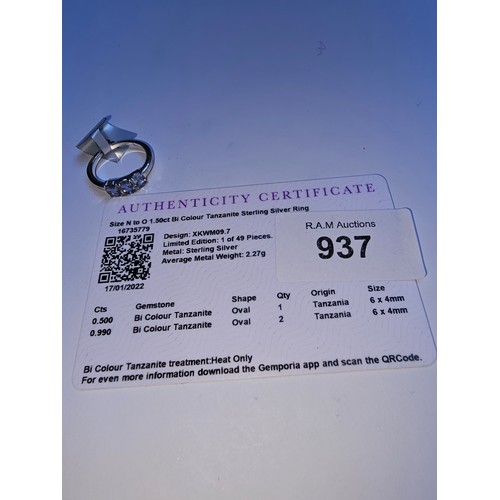 AUTHENTICITY CERTIFICATE
Size N to O 1.50ct Bi Colour Tanzanite Sterling Silver Ring
16735779
Design: XKWM09.7
Limited Edition: 1 of 49 Pieces.
Metal: Sterling Silver
Average Metal Weight: 2.27g
17/01/2022
R.A.M Auctions
937
Cts Gemstone Shape Qty Origin Size
0.500 Bi Colour Tanzanite Oval 1 Tanzania 6 x 4mm
0.990 Bi Colour Tanzanite Oval 2 Tanzania 6 x 4mm
Bi Colour Tanzanite treatment:Heat Only
For even more information download the Gemporia app and scan the QRCode.